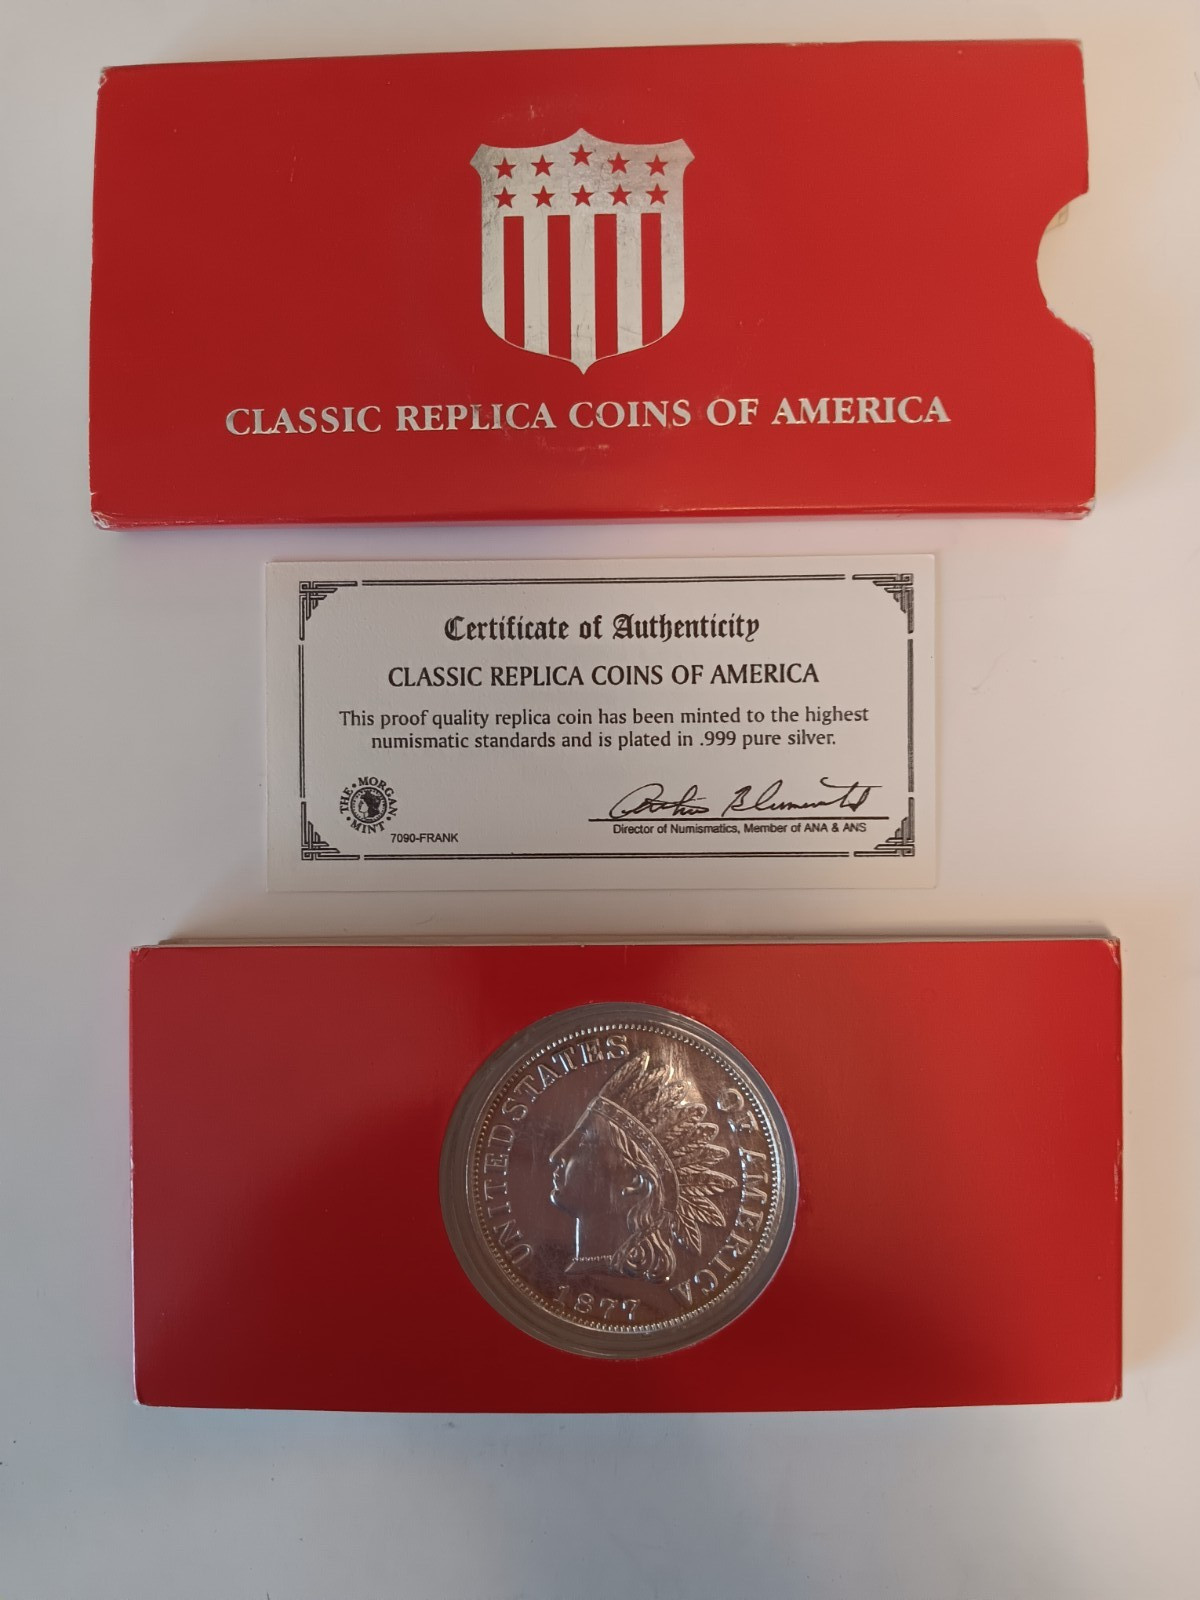 CLASSIC REPLICA COINS OF AMERICA
Certificate of Authenticity
CLASSIC REPLICA COINS OF AMERICA
This proof quality replica coin has been minted to the highest
numismatic standards and is plated in .999 pure silver.
THE • MORGAN • MINT
7090-FRANK
Director of Numismatics, Member of ANA & ANS
UNITED STATES OF AMERICA
1877